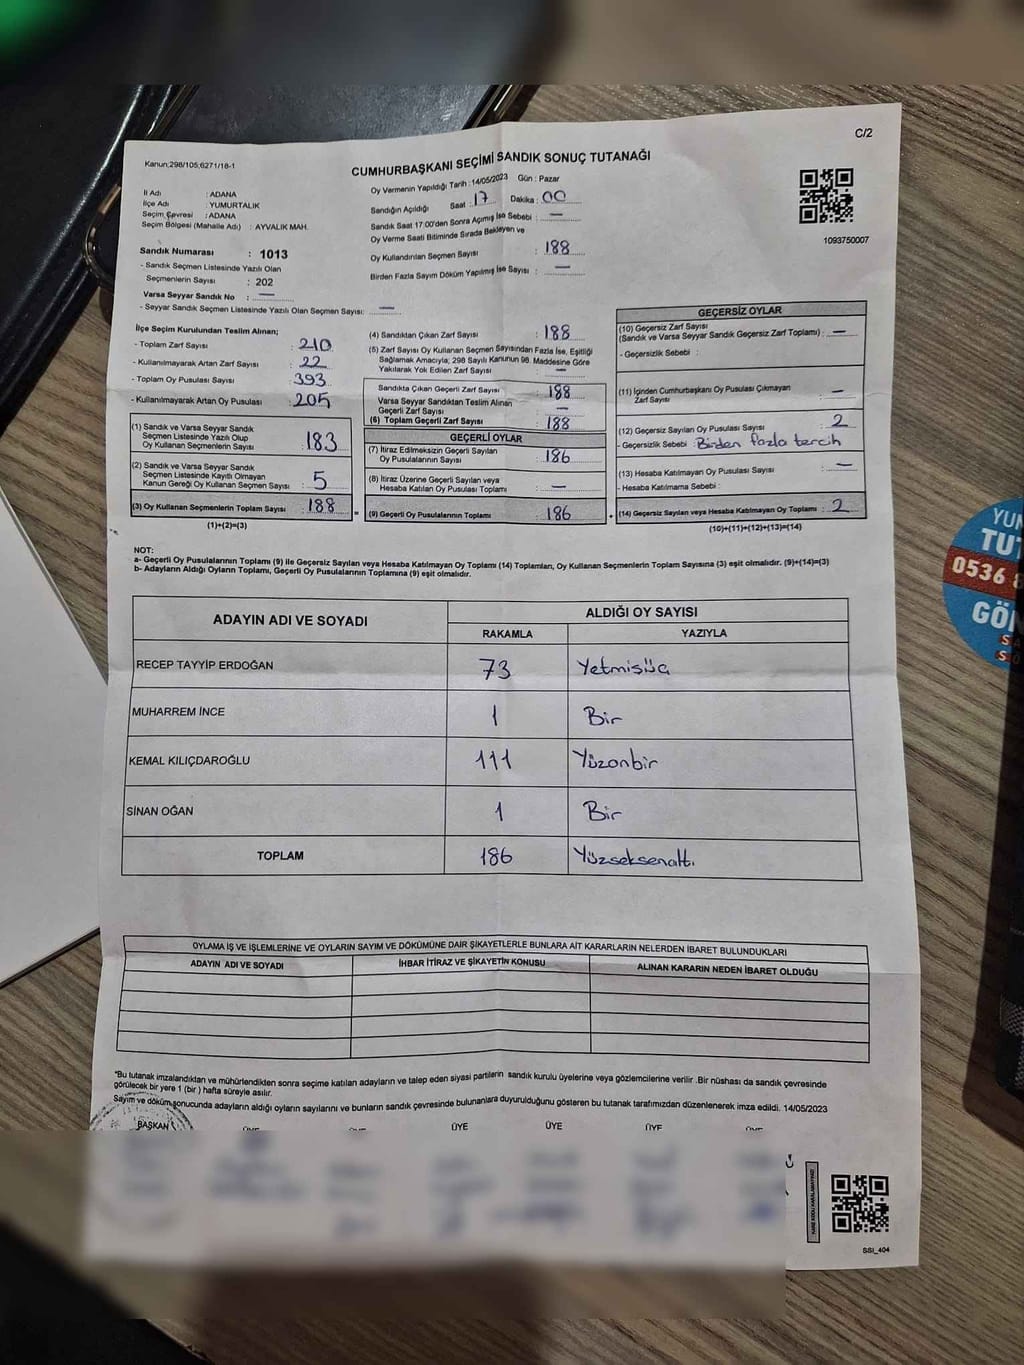 C/2
Kanun;298/105;6271/18-1
CUMHURBAŞKANI SEÇİMİ SANDIK SONUÇ TUTANAĞI
İl Adı : ADANA
İlçe Adı : YUMURTALIK
Seçim Çevresi : ADANA
Seçim Bölgesi (Mahalle Adı) : AYVALIK MAH.
Oy Vermenin Yapıldığı Tarih : 14/05/2023 Gün : Pazar
Sandığın Açıldığı Saat : 17 Dakika : 00
Sandık Saat 17:00'den Sonra Açılmış İse Sebebi : —
Oy Verme Saati Bitiminde Sırada Bekleyen ve
Oy Kullandırılan Seçmen Sayısı : 188
Birden Fazla Sayım Döküm Yapılmış İse Sayısı : —
1093750007
Sandık Numarası : 1013
- Sandık Seçmen Listesinde Yazılı Olan
Seçmenlerin Sayısı : 202
Varsa Seyyar Sandık No : —
- Seyyar Sandık Seçmen Listesinde Yazılı Olan Seçmen Sayısı: —
İlçe Seçim Kurulundan Teslim Alınan;
- Toplam Zarf Sayısı : 210
- Kullanılmayarak Artan Zarf Sayısı : 22
- Toplam Oy Pusulası Sayısı : 393
- Kullanılmayarak Artan Oy Pusulası : 205
(1) Sandık ve Varsa Seyyar Sandık
Seçmen Listesinde Yazılı Olup
Oy Kullanan Seçmenlerin Sayısı : 183
(2) Sandık ve Varsa Seyyar Sandık
Seçmen Listesinde Kayıtlı Olmayan
Kanun Gereği Oy Kullanan Seçmen Sayısı : 5
(3) Oy Kullanan Seçmenlerin Toplam Sayısı : 188
(1)+(2)=(3)
(4) Sandıktan Çıkan Zarf Sayısı : 188
(5) Zarf Sayısı Oy Kullanan Seçmen Sayısından Fazla İse, Eşitliği
Sağlamak Amacıyla; 298 Sayılı Kanunun 98. Maddesine Göre
Yakılarak Yok Edilen Zarf Sayısı : —
Sandıkta Çıkan Geçerli Zarf Sayısı : 188
Varsa Seyyar Sandıktan Teslim Alınan
Geçerli Zarf Sayısı : —
(6) Toplam Geçerli Zarf Sayısı : 188
GEÇERLİ OYLAR
(7) İtiraz Edilmeksizin Geçerli Sayılan
Oy Pusulalarının Sayısı : 186
(8) İtiraz Üzerine Geçerli Sayılan veya
Hesaba Katılan Oy Pusulası Toplamı : —
(9) Geçerli Oy Pusulalarının Toplamı : 186
GEÇERSİZ OYLAR
(10) Geçersiz Zarf Sayısı
(Sandık ve Varsa Seyyar Sandık Geçersiz Zarf Toplamı) : —
- Geçersizlik Sebebi :
(11) İçinden Cumhurbaşkanı Oy Pusulası Çıkmayan
Zarf Sayısı : —
(12) Geçersiz Sayılan Oy Pusulası Sayısı : 2
- Geçersizlik Sebebi : Birden fazla tercih
(13) Hesaba Katılmayan Oy Pusulası Sayısı : —
- Hesaba Katılmama Sebebi :
(14) Geçersiz Sayılan veya Hesaba Katılmayan Oy Toplamı : 2
(10)+(11)+(12)+(13)=(14)
NOT:
a- Geçerli Oy Pusulalarının Toplamı (9) ile Geçersiz Sayılan veya Hesaba Katılmayan Oy Toplamı (14) Toplamları, Oy Kullanan Seçmenlerin Toplam Sayısına (3) eşit olmalıdır. (9)+(14)=(3)
b- Adayların Aldığı Oyların Toplamı, Geçerli Oy Pusulalarının Toplamına (9) eşit olmalıdır.
ADAYIN ADI VE SOYADI ALDIĞI OY SAYISI
RAKAMLA YAZIYLA
RECEP TAYYİP ERDOĞAN 73 Yetmişüç
MUHARREM İNCE 1 Bir
KEMAL KILIÇDAROĞLU 111 Yüzonbir
SİNAN OĞAN 1 Bir
TOPLAM 186 Yüzseksenaltı
OYLAMA İŞ VE İŞLEMLERİNE VE OYLARIN SAYIM VE DÖKÜMÜNE DAİR ŞİKAYETLERLE BUNLARA AİT KARARLARIN NELERDEN İBARET BULUNDUKLARI
ADAYIN ADI VE SOYADI İHBAR İTİRAZ VE ŞİKAYETİN KONUSU ALINAN KARARIN NEDEN İBARET OLDUĞU
*Bu tutanak imzalandıktan ve mühürlendikten sonra seçime katılan adayların ve talep eden siyasi partilerin sandık kurulu üyelerine veya gözlemcilerine verilir .Bir nüshası da sandık çevresinde
görülecek bir yere 1 (bir ) hafta süreyle asılır.
Sayım ve döküm sonucunda adayların aldığı oyların sayılarını ve bunların sandık çevresinde bulunanlara duyurulduğunu gösteren bu tutanak tarafımızdan düzenlenerek imza edildi. 14/05/2023
BAŞKAN ÜYE ÜYE ÜYE ÜYE ÜYE ÜYE
SSI_404
YUM
TUT
0536 8
GÖN